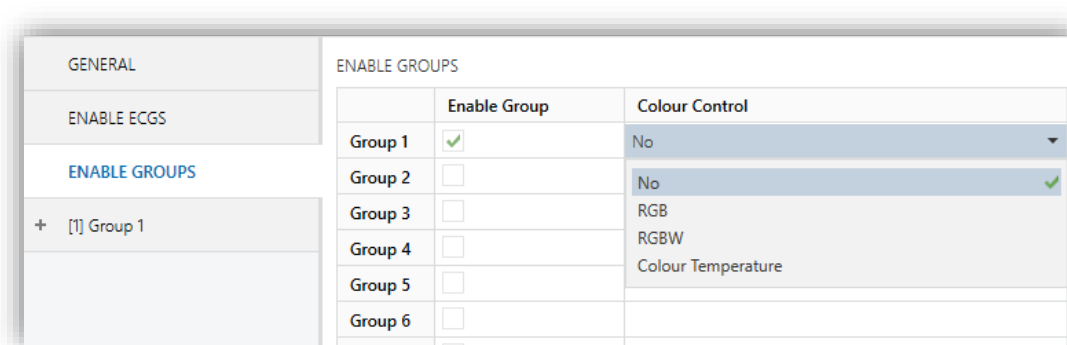 GENERAL
ENABLE ECGS
ENABLE GROUPS
+ [1] Group 1
ENABLE GROUPS
Enable Group Colour Control
Group 1 No
Group 2
Group 3
Group 4
Group 5
Group 6
No
RGB
RGBW
Colour Temperature